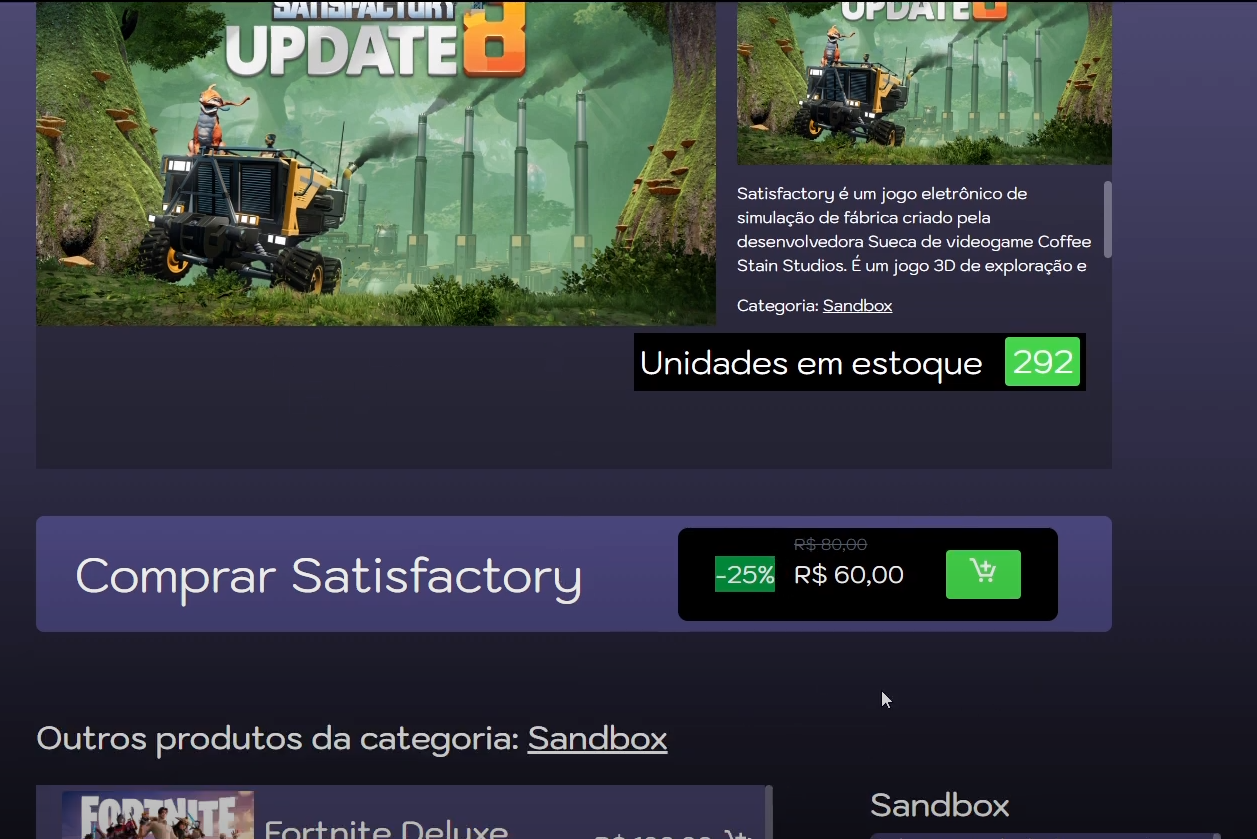 SATISFACTORY
UPDATE 8
UPDATE 8
Satisfactory é um jogo eletrônico de
simulação de fábrica criado pela
desenvolvedora Sueca de videogame Coffee
Stain Studios. É um jogo 3D de exploração e
Categoria: Sandbox
Unidades em estoque 292
Comprar Satisfactory
R$ 80,00
-25% R$ 60,00
Outros produtos da categoria: Sandbox
FORTNITE
Fortnite Deluxe
Sandbox